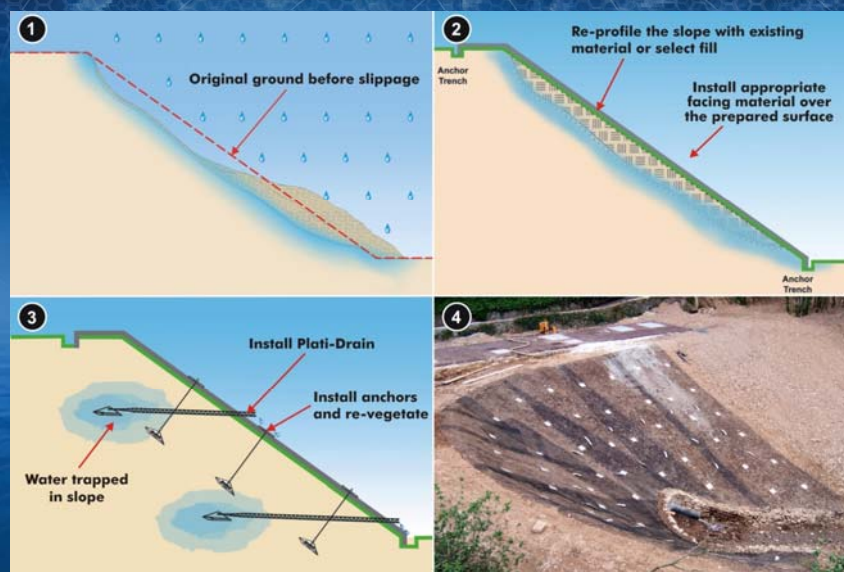 1
Original ground before slippage
2
Re-profile the slope with existing
material or select fill
Anchor
Trench
Install appropriate
facing material over
the prepared surface
Anchor
Trench
3
Install Plati-Drain
Install anchors
and re-vegetate
Water trapped
in slope
4